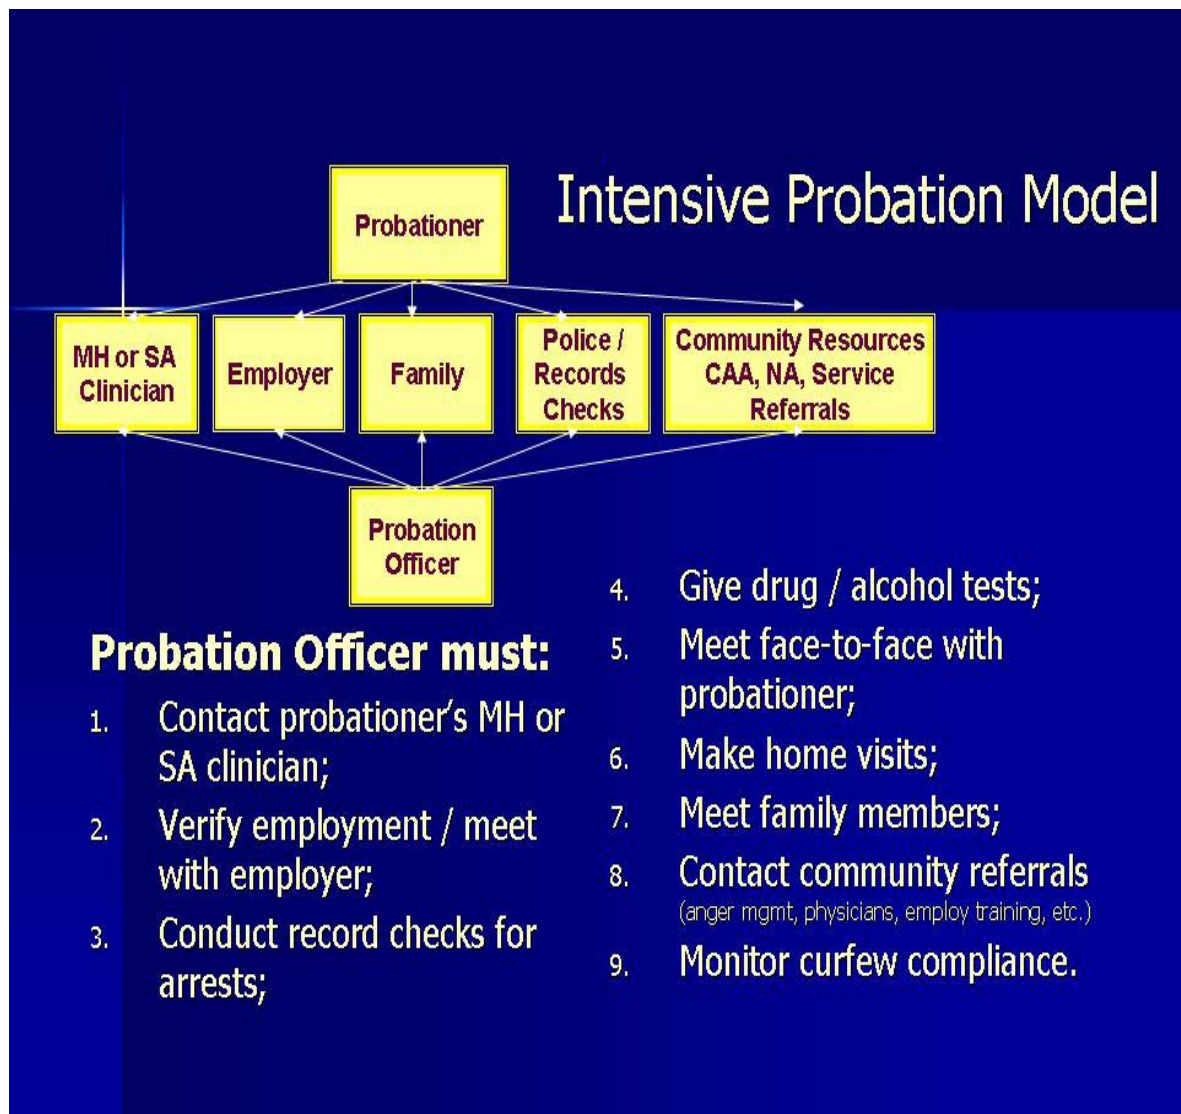 Intensive Probation Model
Probationer
MH or SA
Clinician
Employer
Family
Police /
Records
Checks
Community Resources
CAA, NA, Service
Referrals
Probation
Officer
Probation Officer must:
1. Contact probationer's MH or
SA clinician;
2. Verify employment / meet
with employer;
3. Conduct record checks for
arrests;
4. Give drug / alcohol tests;
5. Meet face-to-face with
probationer;
6. Make home visits;
7. Meet family members;
8. Contact community referrals
(anger mgmt, physicians, employ training, etc.)
9. Monitor curfew compliance.